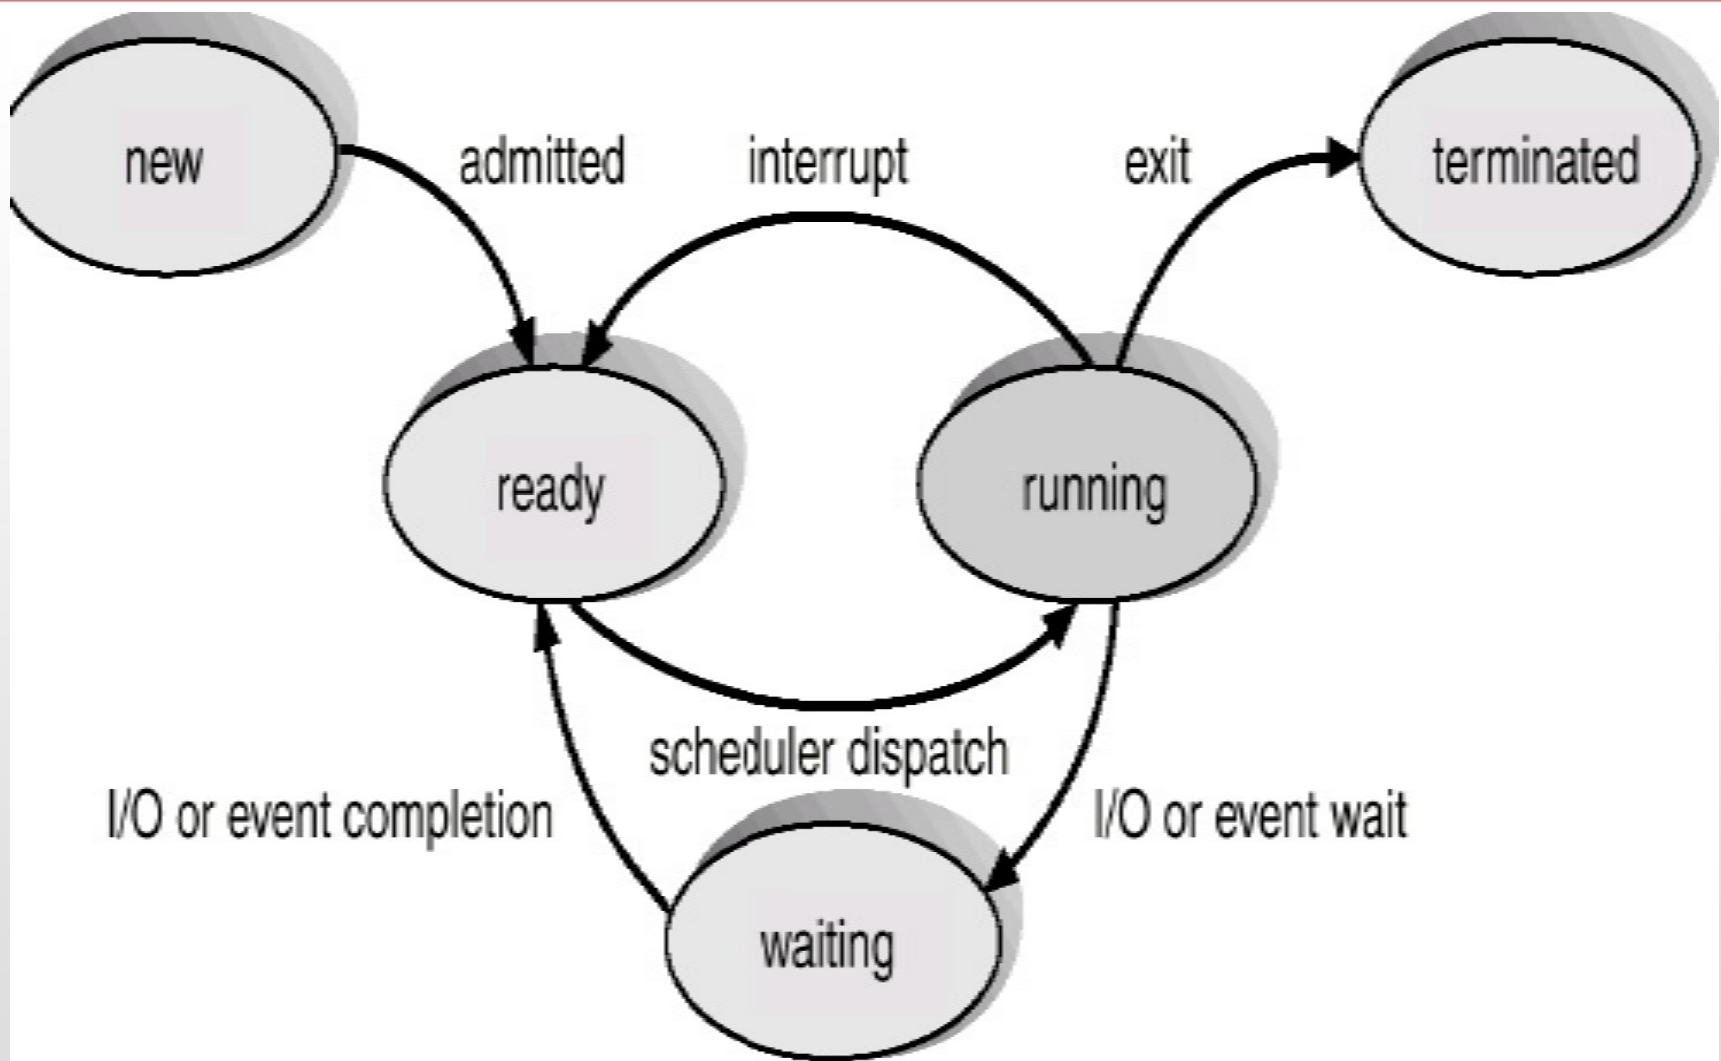 new
admitted
interrupt
exit
terminated
ready
running
scheduler dispatch
I/O or event completion
I/O or event wait
waiting